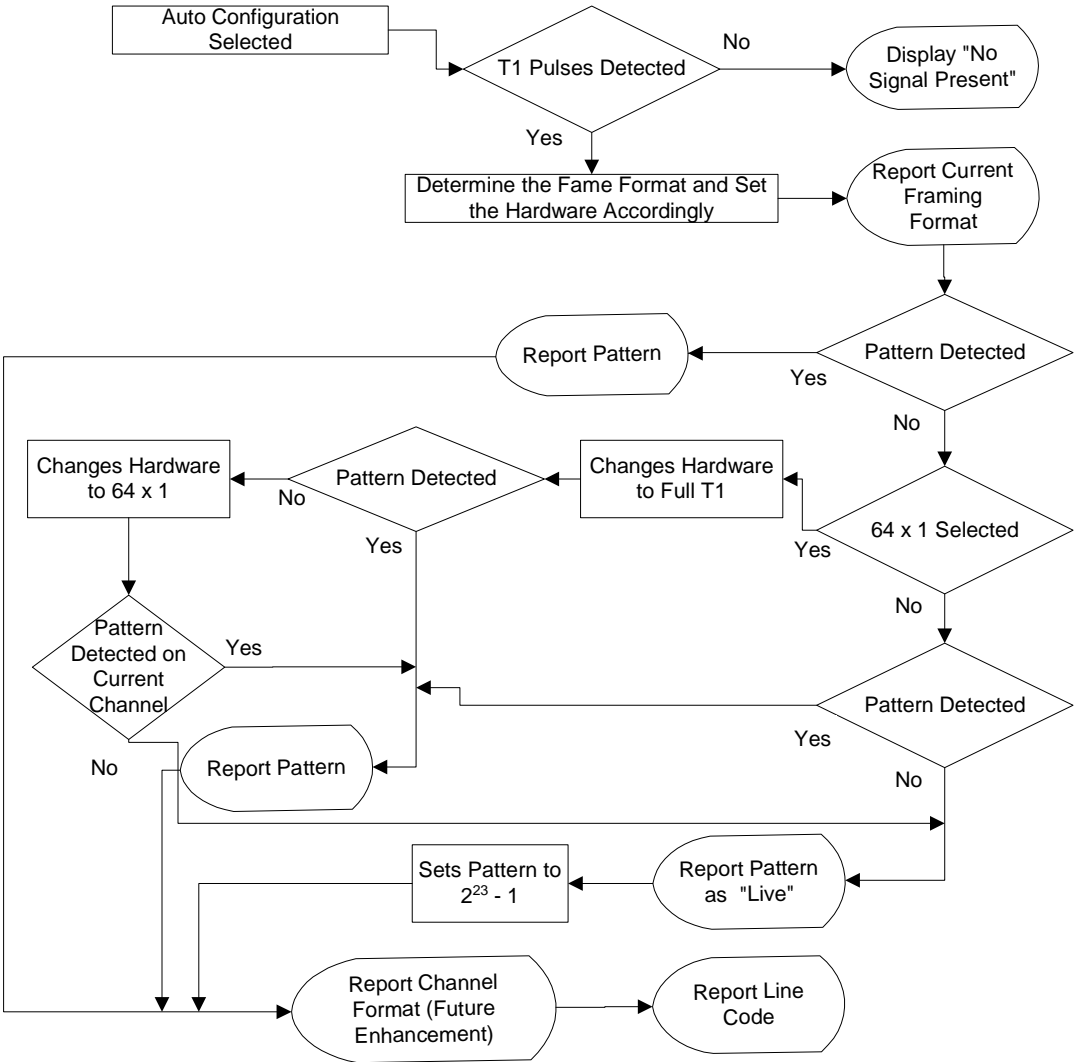 Auto Configuration
Selected
T1 Pulses Detected
No
Display "No
Signal Present"
Yes
Determine the Fame Format and Set
the Hardware Accordingly
Report Current
Framing
Format
Report Pattern
Yes
Pattern Detected
No
Changes Hardware
to 64 x 1
No
Pattern Detected
Changes Hardware
to Full T1
Yes
64 x 1 Selected
Yes
No
Pattern
Detected on
Current
Channel
Yes
Pattern Detected
Yes
No
No
Report Pattern
Sets Pattern to
2²³ - 1
Report Pattern
as "Live"
Report Channel
Format (Future
Enhancement)
Report Line
Code